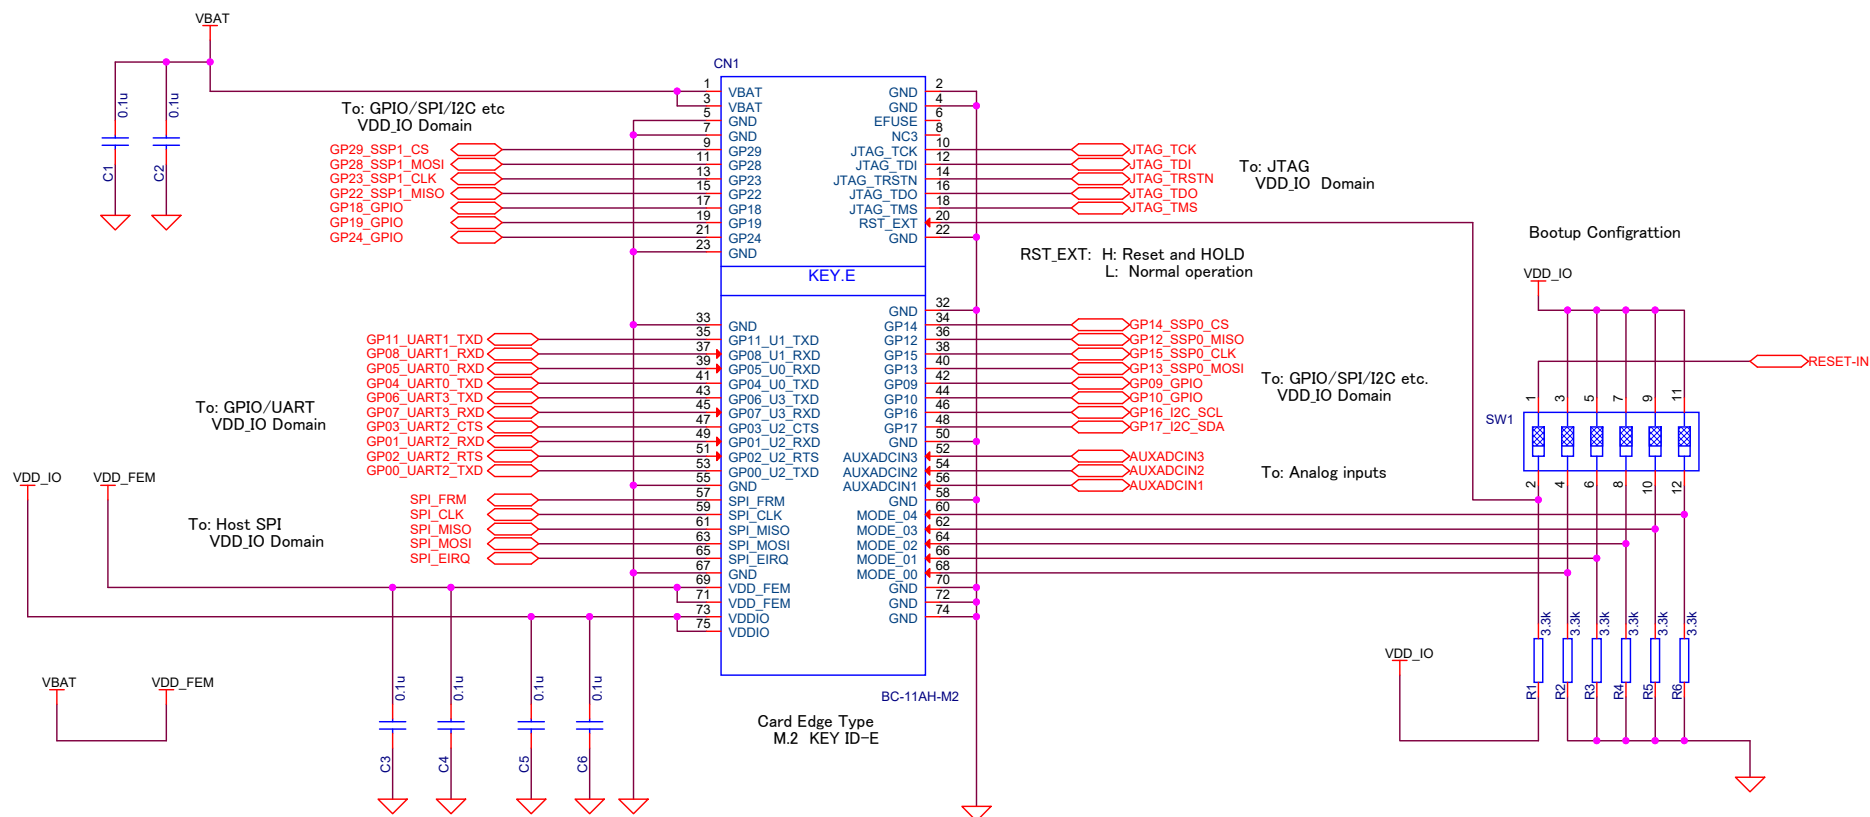 VBAT
C1
0.1u
C2
0.1u
To: GPIO/SPI/I2C etc
VDD_IO Domain
GP29_SSP1_CS
GP28_SSP1_MOSI
GP23_SSP1_CLK
GP22_SSP1_MISO
GP18_GPIO
GP19_GPIO
GP24_GPIO
CN1
1 VBAT GND 2
3 VBAT GND 4
5 GND EFUSE 6
7 GND NC3 8
9 GP29 JTAG_TCK 10
11 GP28 JTAG_TDI 12
13 GP23 JTAG_TRSTN 14
15 GP22 JTAG_TDO 16
17 GP18 JTAG_TMS 18
19 GP19 RST_EXT 20
21 GP24 GND 22
23 GND
KEY.E
GND 32
33 GND GP14 34
35 GP11_U1_TXD GP12 36
37 GP08_U1_RXD GP15 38
39 GP05_U0_RXD GP13 40
41 GP04_U0_TXD GP09 42
43 GP06_U3_TXD GP10 44
45 GP07_U3_RXD GP16 46
47 GP03_U2_CTS GP17 48
49 GP01_U2_RXD GND 50
51 GP02_U2_RTS AUXADCIN3 52
53 GP00_U2_TXD AUXADCIN2 54
55 GND AUXADCIN1 56
57 SPI_FRM GND 58
59 SPI_CLK MODE_04 60
61 SPI_MISO MODE_03 62
63 SPI_MOSI MODE_02 64
65 SPI_EIRQ MODE_01 66
67 GND MODE_00 68
69 VDD_FEM GND 70
71 VDD_FEM GND 72
73 VDDIO GND 74
75 VDDIO
BC-11AH-M2
Card Edge Type
M.2 KEY ID-E
JTAG_TCK
JTAG_TDI
JTAG_TRSTN
JTAG_TDO
JTAG_TMS
To: JTAG
VDD_IO Domain
RST_EXT: H: Reset and HOLD
L: Normal operation
GP11_UART1_TXD
GP08_UART1_RXD
GP05_UART0_RXD
GP04_UART0_TXD
GP06_UART3_TXD
GP07_UART3_RXD
GP03_UART2_CTS
GP01_UART2_RXD
GP02_UART2_RTS
GP00_UART2_TXD
To: GPIO/UART
VDD_IO Domain
SPI_FRM
SPI_CLK
SPI_MISO
SPI_MOSI
SPI_EIRQ
To: Host SPI
VDD_IO Domain
VDD_IO
VDD_FEM
VBAT
VDD_FEM
C3
0.1u
C4
0.1u
C5
0.1u
C6
0.1u
GP14_SSP0_CS
GP12_SSP0_MISO
GP15_SSP0_CLK
GP13_SSP0_MOSI
GP09_GPIO
GP10_GPIO
GP16_I2C_SCL
GP17_I2C_SDA
AUXADCIN3
AUXADCIN2
AUXADCIN1
To: GPIO/SPI/I2C etc.
VDD_IO Domain
To: Analog inputs
Bootup Configrattion
VDD_IO
RESET-IN
SW1
1 3 5 7 9 11
2 4 6 8 10 12
VDD_IO
R1 3.3k
R2 3.3k
R3 3.3k
R4 3.3k
R5 3.3k
R6 3.3k